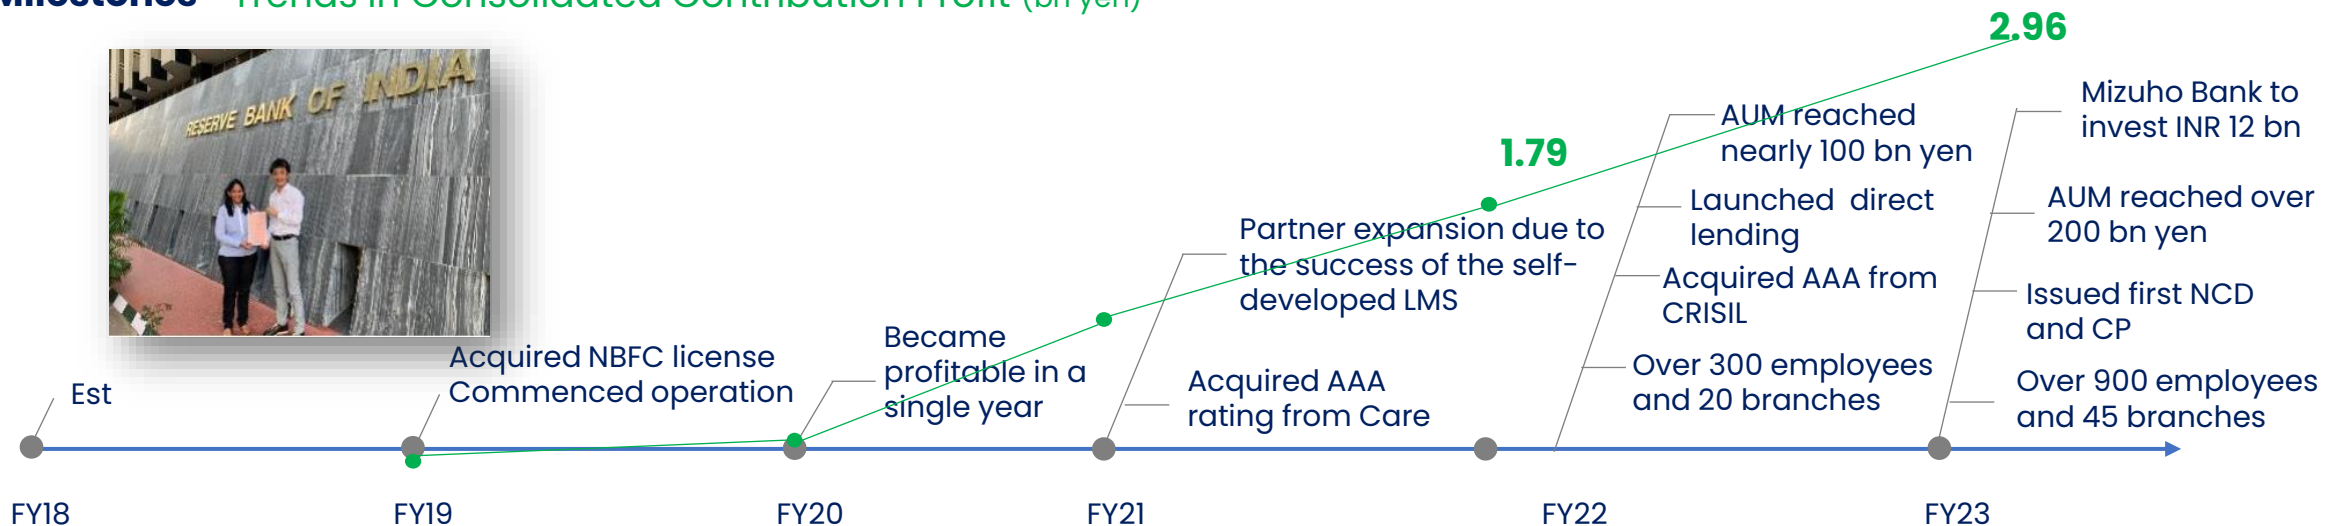 Milestones
Trends in Consolidated Contribution Profit (bn yen)
RESERVE BANK OF INDIA
2.96
1.79
Est
Acquired NBFC license
Commenced operation
Became
profitable in a
single year
Partner expansion due to
the success of the self-
developed LMS
Acquired AAA
rating from Care
AUM reached
nearly 100 bn yen
Launched direct
lending
Acquired AAA from
CRISIL
Over 300 employees
and 20 branches
Mizuho Bank to
invest INR 12 bn
AUM reached over
200 bn yen
Issued first NCD
and CP
Over 900 employees
and 45 branches
FY18
FY19
FY20
FY21
FY22
FY23